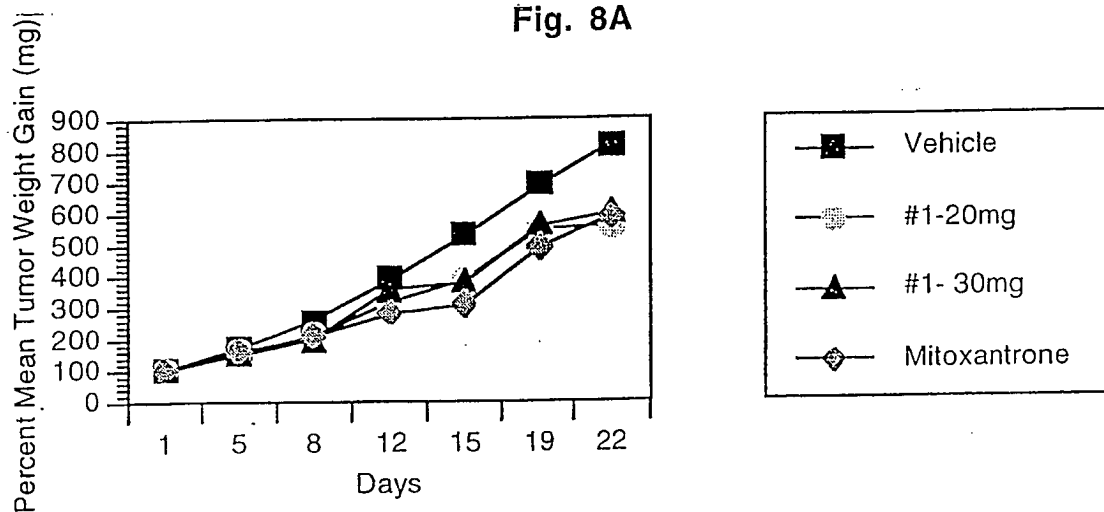 Fig. 8A
Percent Mean Tumor Weight Gain (mg)
900
800
700
600
500
400
300
200
100
0
1 5 8 12 15 19 22
Days
Vehicle
#1-20mg
#1- 30mg
Mitoxantrone